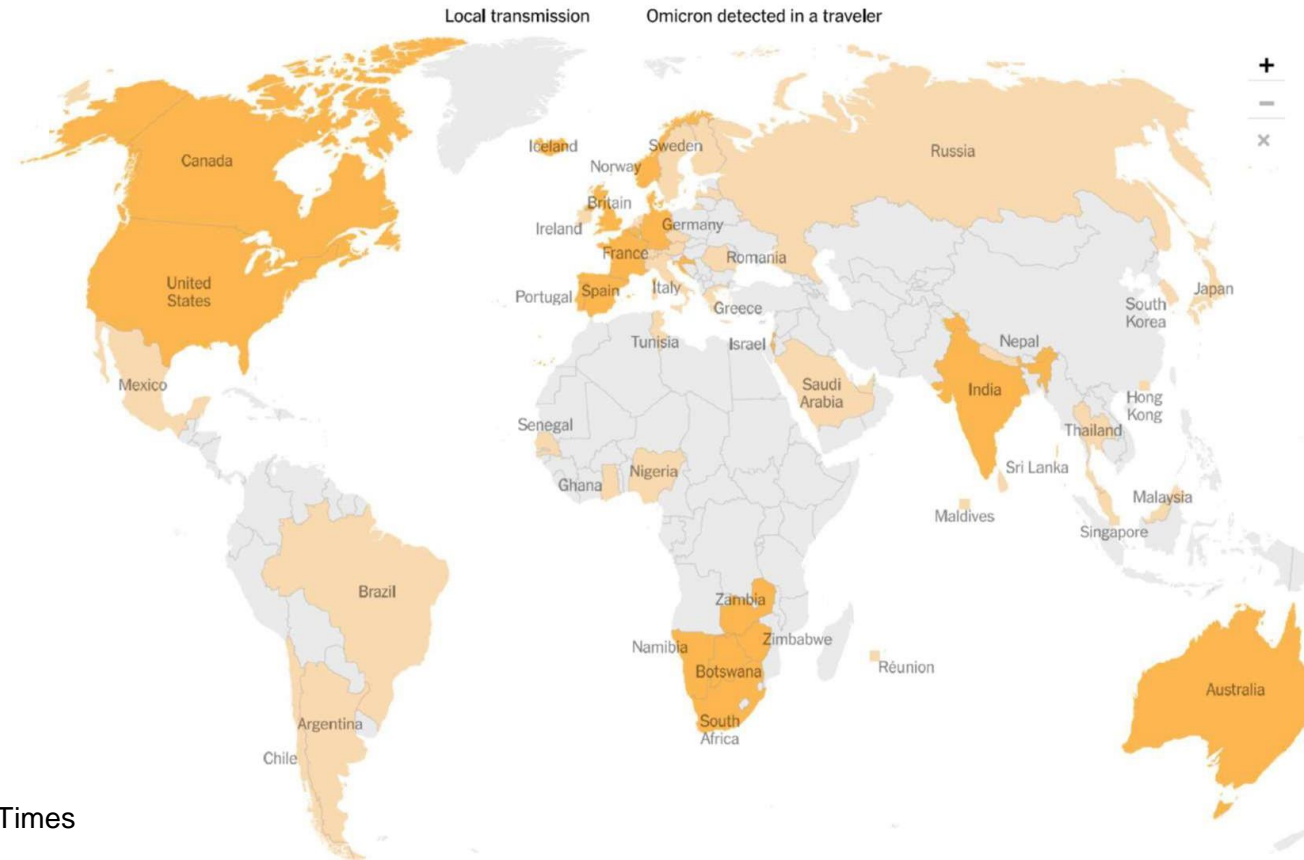 Local transmission Omicron detected in a traveler
+
−
×
Canada
Iceland
Sweden
Russia
Norway
Britain
Ireland
Germany
France
Romania
United
States
Portugal
Spain
Italy
Japan
Greece
South
Korea
Tunisia
Israel
Nepal
Mexico
Saudi
Arabia
India
Hong
Kong
Senegal
Thailand
Nigeria
Sri Lanka
Ghana
Malaysia
Maldives
Singapore
Brazil
Zambia
Zimbabwe
Namibia
Réunion
Botswana
Australia
Argentina
South
Africa
Chile
Times